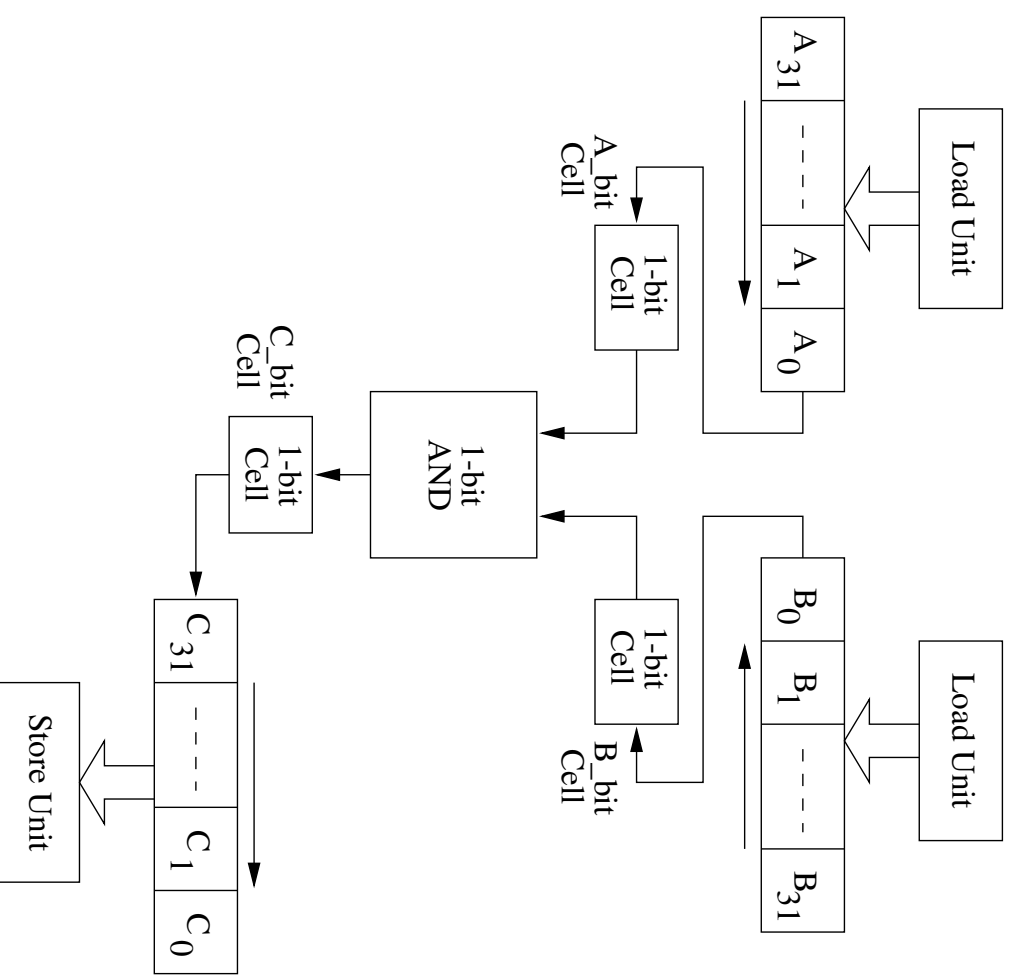 Load Unit
Load Unit
A31 ---- A1 A0
B0 B1 ---- B31
A_bit
Cell
1-bit
Cell
1-bit
Cell
B_bit
Cell
1-bit
AND
C_bit
Cell
1-bit
Cell
C31 ---- C1 C0
Store Unit